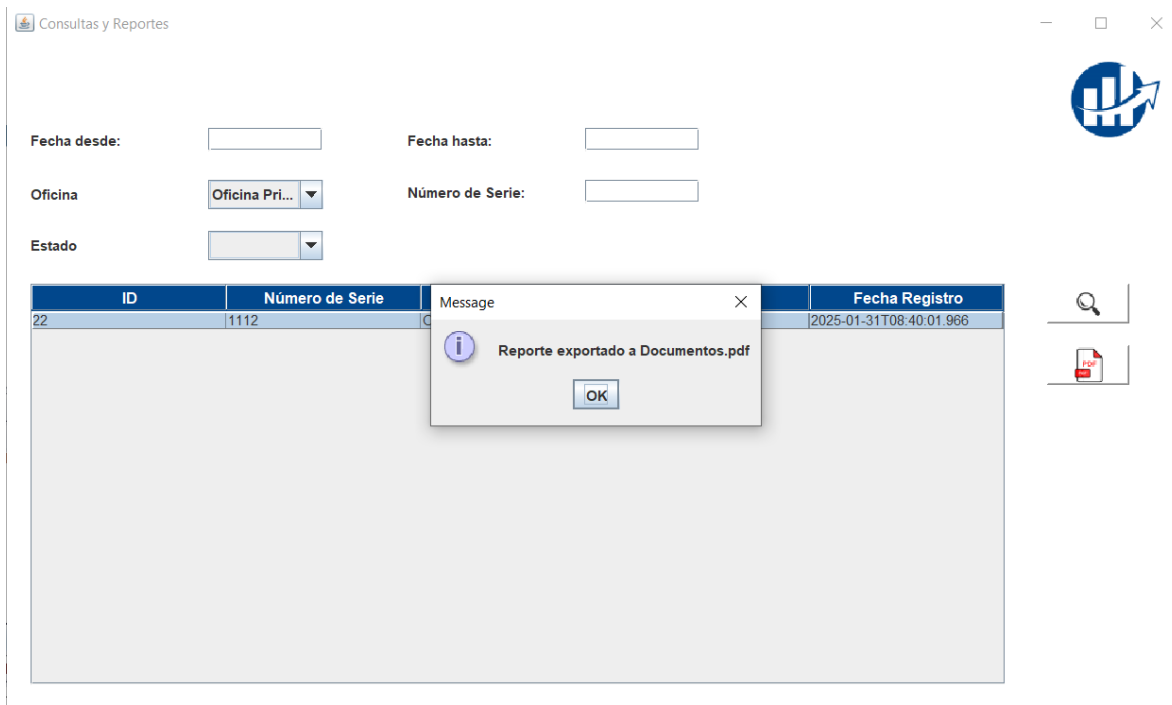 Consultas y Reportes
Fecha desde:
Fecha hasta:
Oficina
Oficina Pri...
Número de Serie:
Estado
ID
Número de Serie
Fecha Registro
22
1112
2025-01-31T08:40:01.966
Message
Reporte exportado a Documentos.pdf
OK
PDF